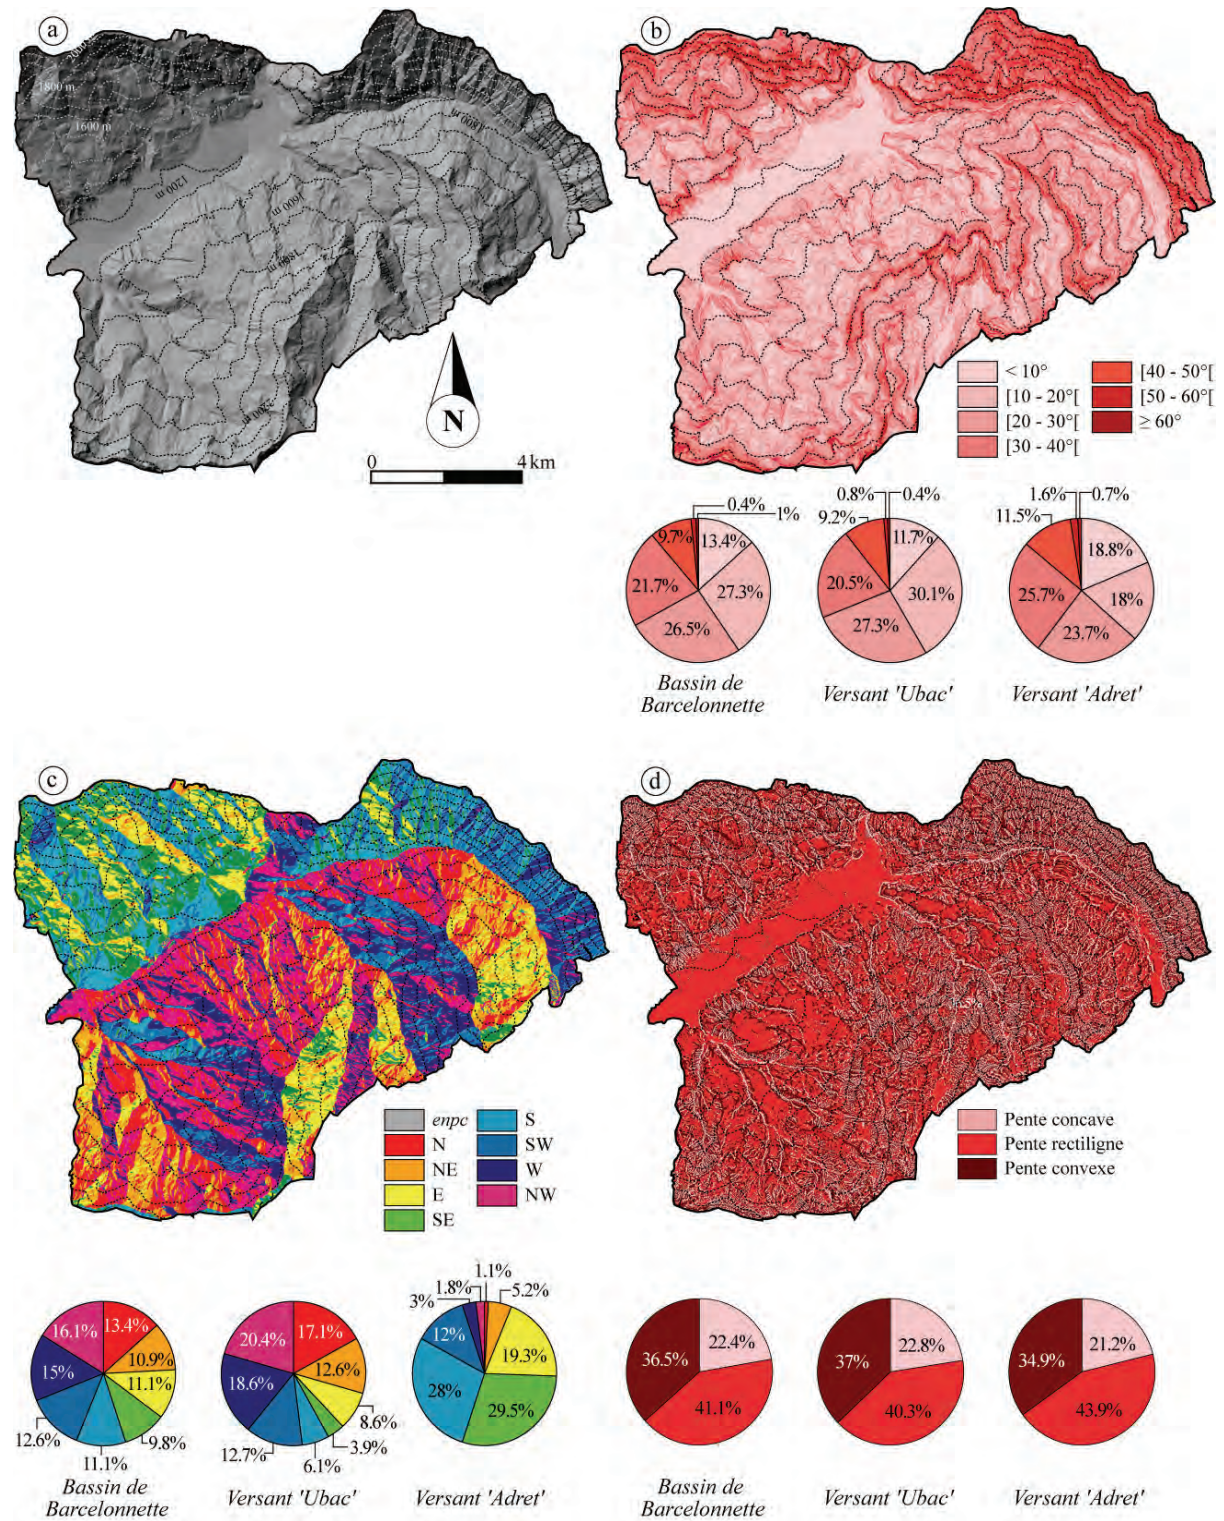 a
2000 m
1800 m
1600 m
1800 m
1200 m
1600 m
1800 m
2000 m
N
0 4 km
b
< 10°
[10 - 20°[
[20 - 30°[
[30 - 40°[
[40 - 50°[
[50 - 60°[
≥ 60°
0.4%
1%
9.7%
13.4%
21.7%
27.3%
26.5%
Bassin de
Barcelonnette
0.8%
0.4%
9.2%
11.7%
20.5%
30.1%
27.3%
Versant 'Ubac'
1.6%
0.7%
11.5%
18.8%
25.7%
18%
23.7%
Versant 'Adret'
c
enpc
N
NE
E
SE
S
SW
W
NW
16.1%
13.4%
10.9%
15%
11.1%
12.6%
9.8%
11.1%
Bassin de
Barcelonnette
20.4%
17.1%
12.6%
18.6%
8.6%
12.7%
3.9%
6.1%
Versant 'Ubac'
1.1%
1.8%
5.2%
3%
12%
19.3%
28%
29.5%
Versant 'Adret'
d
Pente concave
Pente rectiligne
Pente convexe
36.5%
22.4%
41.1%
Bassin de
Barcelonnette
37%
22.8%
40.3%
Versant 'Ubac'
34.9%
21.2%
43.9%
Versant 'Adret'